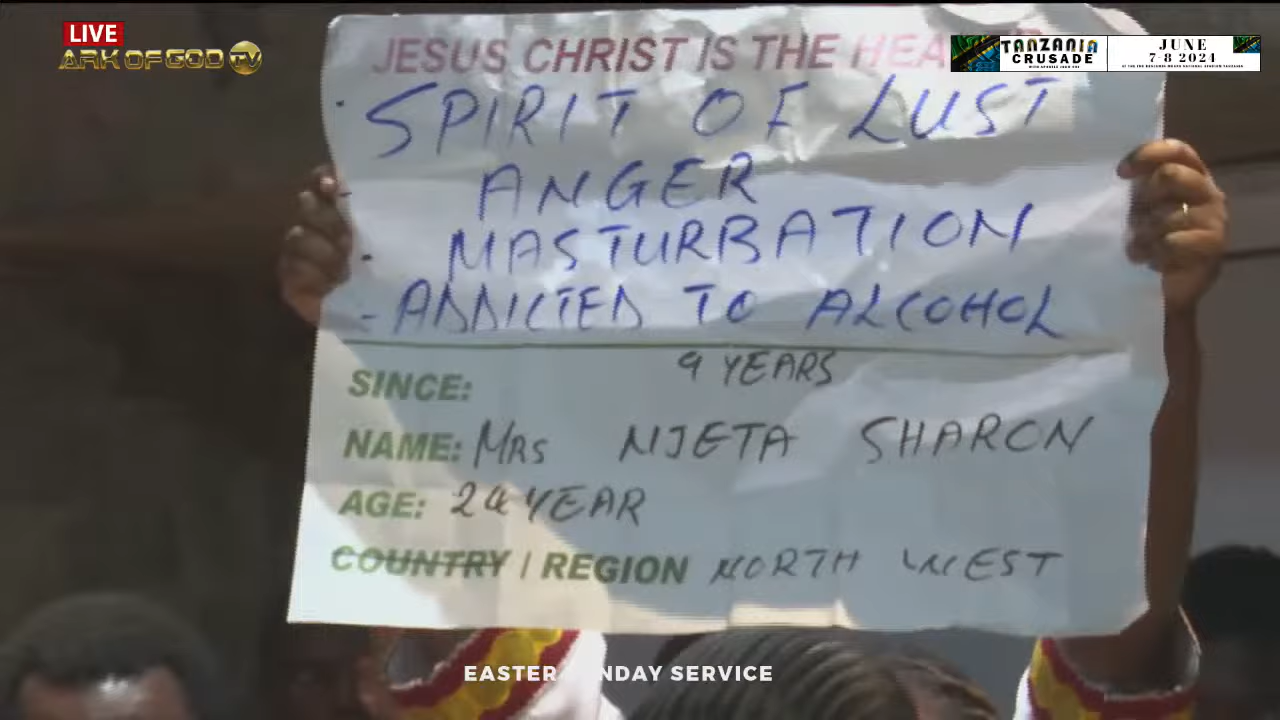 LIVE
ARK OF GOD TV
TANZANIA
CRUSADE
JUNE
7-8 2024
JESUS CHRIST IS THE
SPIRIT OF LUST
- ANGER
- MASTURBATION
- ADDICTED TO ALCOHOL
SINCE: 9 YEARS
NAME: MRS NJETA SHARON
AGE: 24 YEAR
COUNTRY / REGION NORTH WEST
EASTER SUNDAY SERVICE